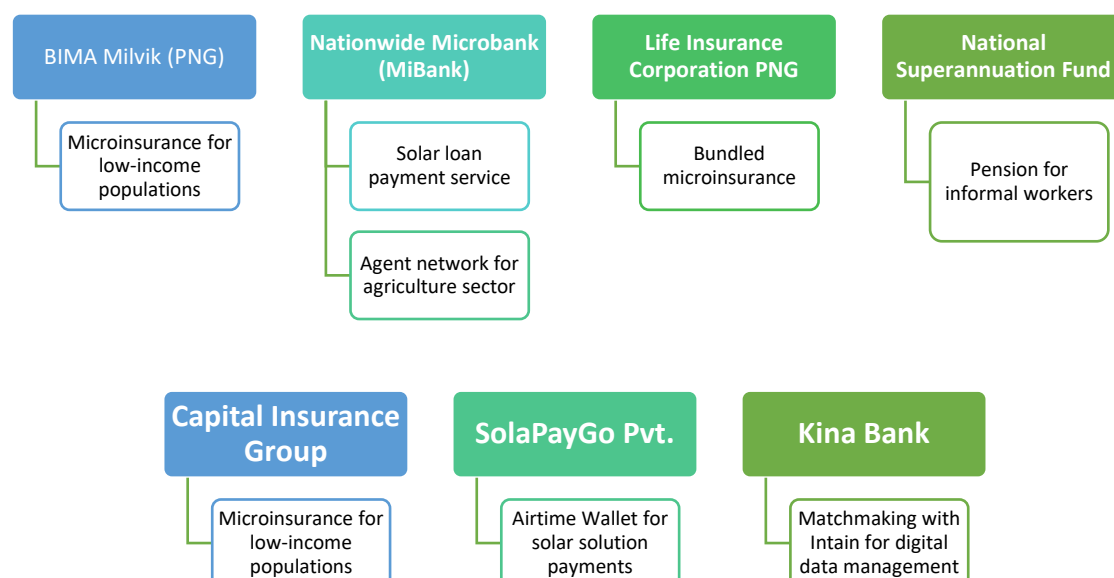 BIMA Milvik (PNG)
Microinsurance for
low-income
populations
Nationwide Microbank
(MiBank)
Solar loan
payment service
Agent network for
agriculture sector
Life Insurance
Corporation PNG
Bundled
microinsurance
National
Superannuation Fund
Pension for
informal workers
Capital Insurance
Group
Microinsurance for
low-income
populations
SolaPayGo Pvt.
Airtime Wallet for
solar solution
payments
Kina Bank
Matchmaking with
Intain for digital
data management